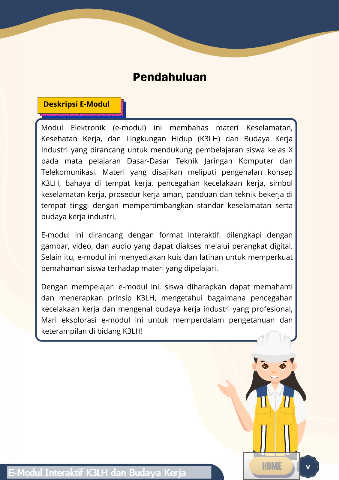 Pendahuluan
Deskripsi E-Modul
Modul Elektronik (e-modul) ini membahas materi Keselamatan,
Kesehatan Kerja, dan Lingkungan Hidup (K3LH) dan Budaya Kerja
Industri yang dirancang untuk mendukung pembelajaran siswa kelas X
pada mata pelajaran Dasar-Dasar Teknik Jaringan Komputer dan
Telekomunikasi. Materi yang disajikan meliputi pengenalan konsep
K3LH, bahaya di tempat kerja, pencegahan kecelakaan kerja, simbol
keselamatan kerja, prosedur kerja aman, panduan dan teknik bekerja di
tempat tinggi dengan mempertimbangkan standar keselamatan serta
budaya kerja industri.
E-modul ini dirancang dengan format interaktif, dilengkapi dengan
gambar, video, dan audio yang dapat diakses melalui perangkat digital.
Selain itu, e-modul ini menyediakan kuis dan latihan untuk memperkuat
pemahaman siswa terhadap materi yang dipelajari.
Dengan mempelajari e-modul ini, siswa diharapkan dapat memahami
dan menerapkan prinsip K3LH, mengetahui bagaimana pencegahan
kecelakaan kerja dan mengenal budaya kerja industri yang profesional,
Mari eksplorasi e-modul ini untuk memperdalam pengetahuan dan
keterampilan di bidang K3LH!
HOME
v
E-Modul Interaktif K3LH dan Budaya Kerja